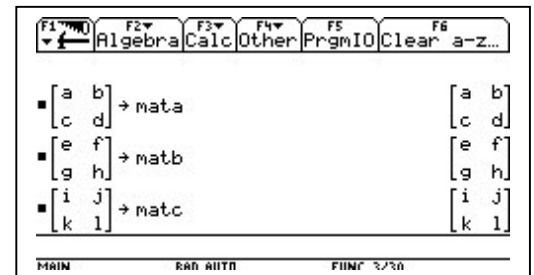 F1 F2 F3 F4 F5 F6
Algebra Calc Other PrgmIO Clear a-z…
[a b] → mata [a b]
[c d] [c d]
[e f] → matb [e f]
[g h] [g h]
[i j] → matc [i j]
[k l] [k l]
MAIN RAD AUTO FUNC 3/30